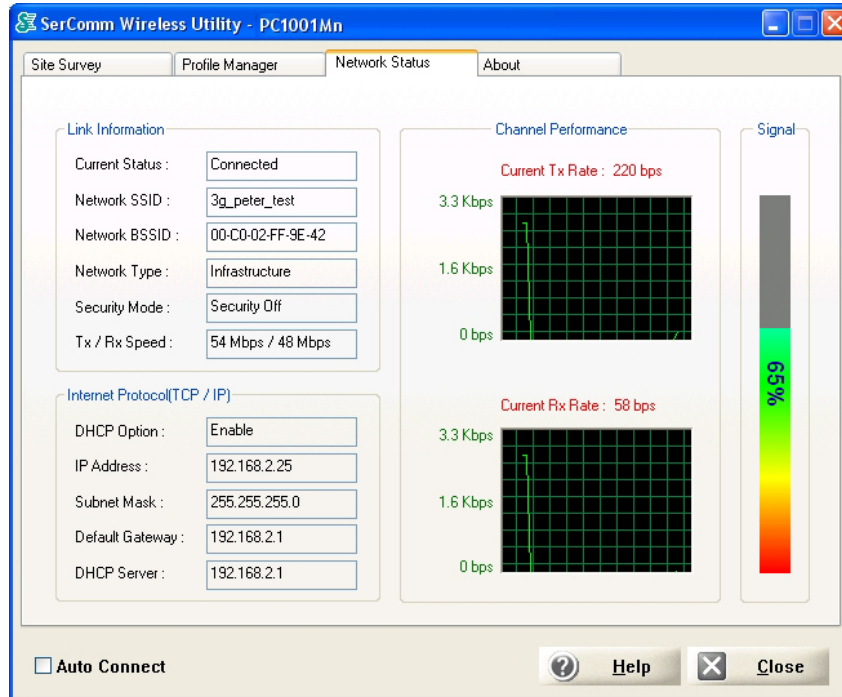 SerComm Wireless Utility - PC1001Mn
Site Survey
Profile Manager
Network Status
About
Link Information
Current Status : Connected
Network SSID : 3g_peter_test
Network BSSID : 00-C0-02-FF-9E-42
Network Type : Infrastructure
Security Mode : Security Off
Tx / Rx Speed : 54 Mbps / 48 Mbps
Internet Protocol(TCP / IP)
DHCP Option : Enable
IP Address : 192.168.2.25
Subnet Mask : 255.255.255.0
Default Gateway : 192.168.2.1
DHCP Server : 192.168.2.1
Channel Performance
Current Tx Rate : 220 bps
3.3 Kbps
1.6 Kbps
0 bps
Current Rx Rate : 58 bps
3.3 Kbps
1.6 Kbps
0 bps
Signal
65%
Auto Connect
Help
Close